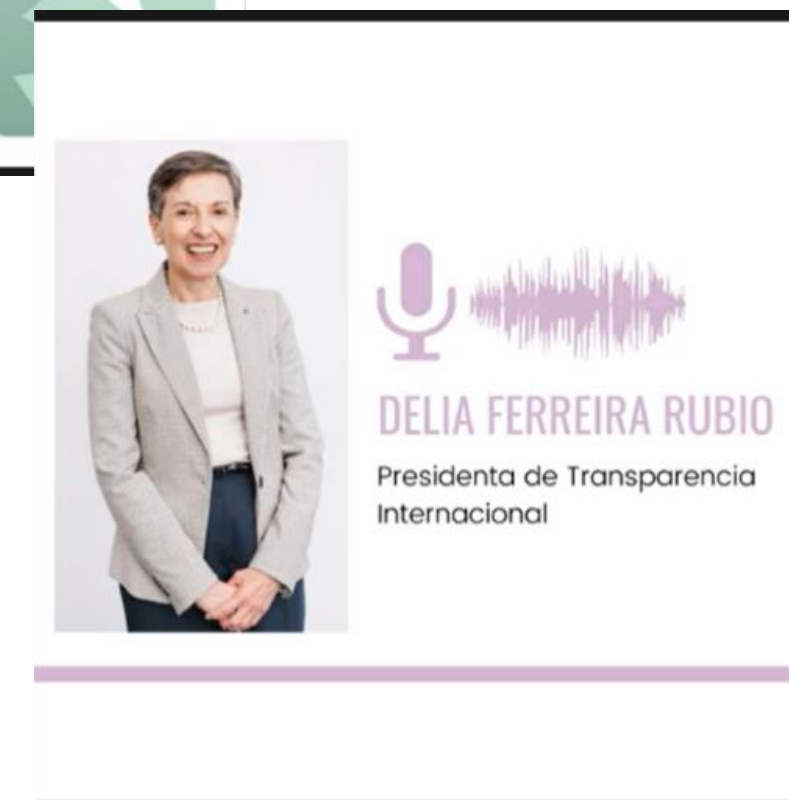 DELIA FERREIRA RUBIO
Presidenta de Transparencia
Internacional